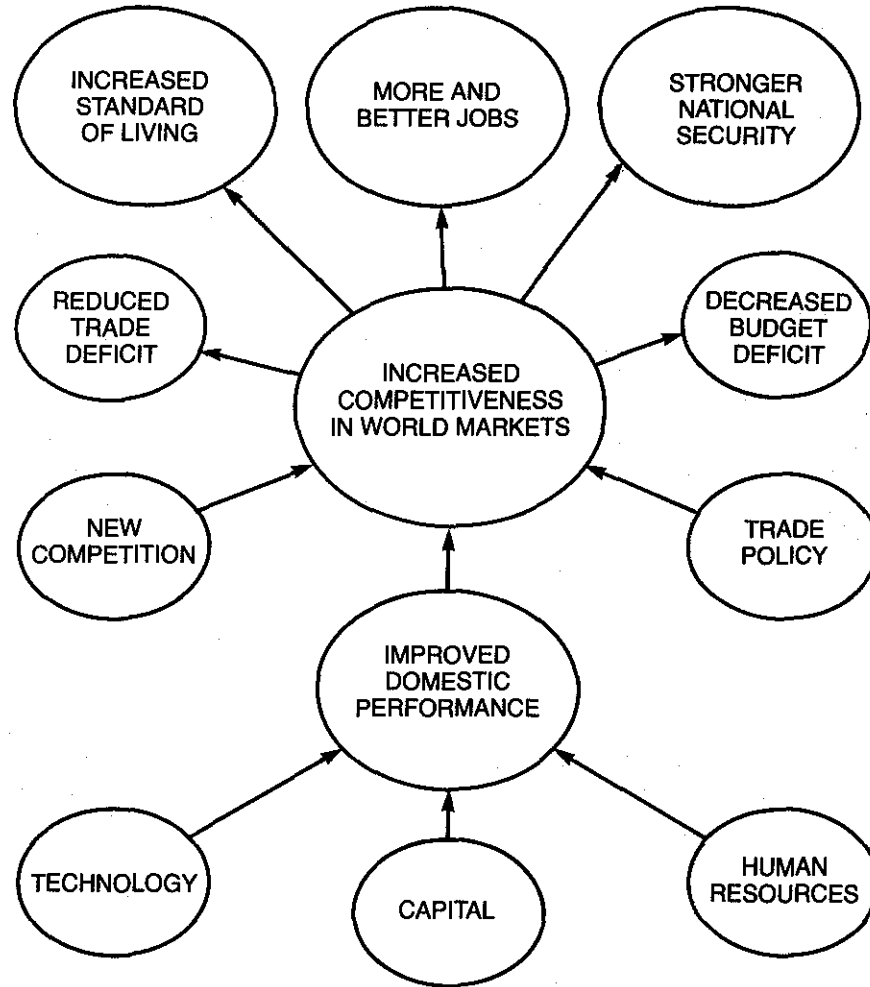 INCREASED
STANDARD
OF LIVING
MORE AND
BETTER JOBS
STRONGER
NATIONAL
SECURITY
REDUCED
TRADE
DEFICIT
DECREASED
BUDGET
DEFICIT
INCREASED
COMPETITIVENESS
IN WORLD MARKETS
NEW
COMPETITION
TRADE
POLICY
IMPROVED
DOMESTIC
PERFORMANCE
TECHNOLOGY
CAPITAL
HUMAN
RESOURCES